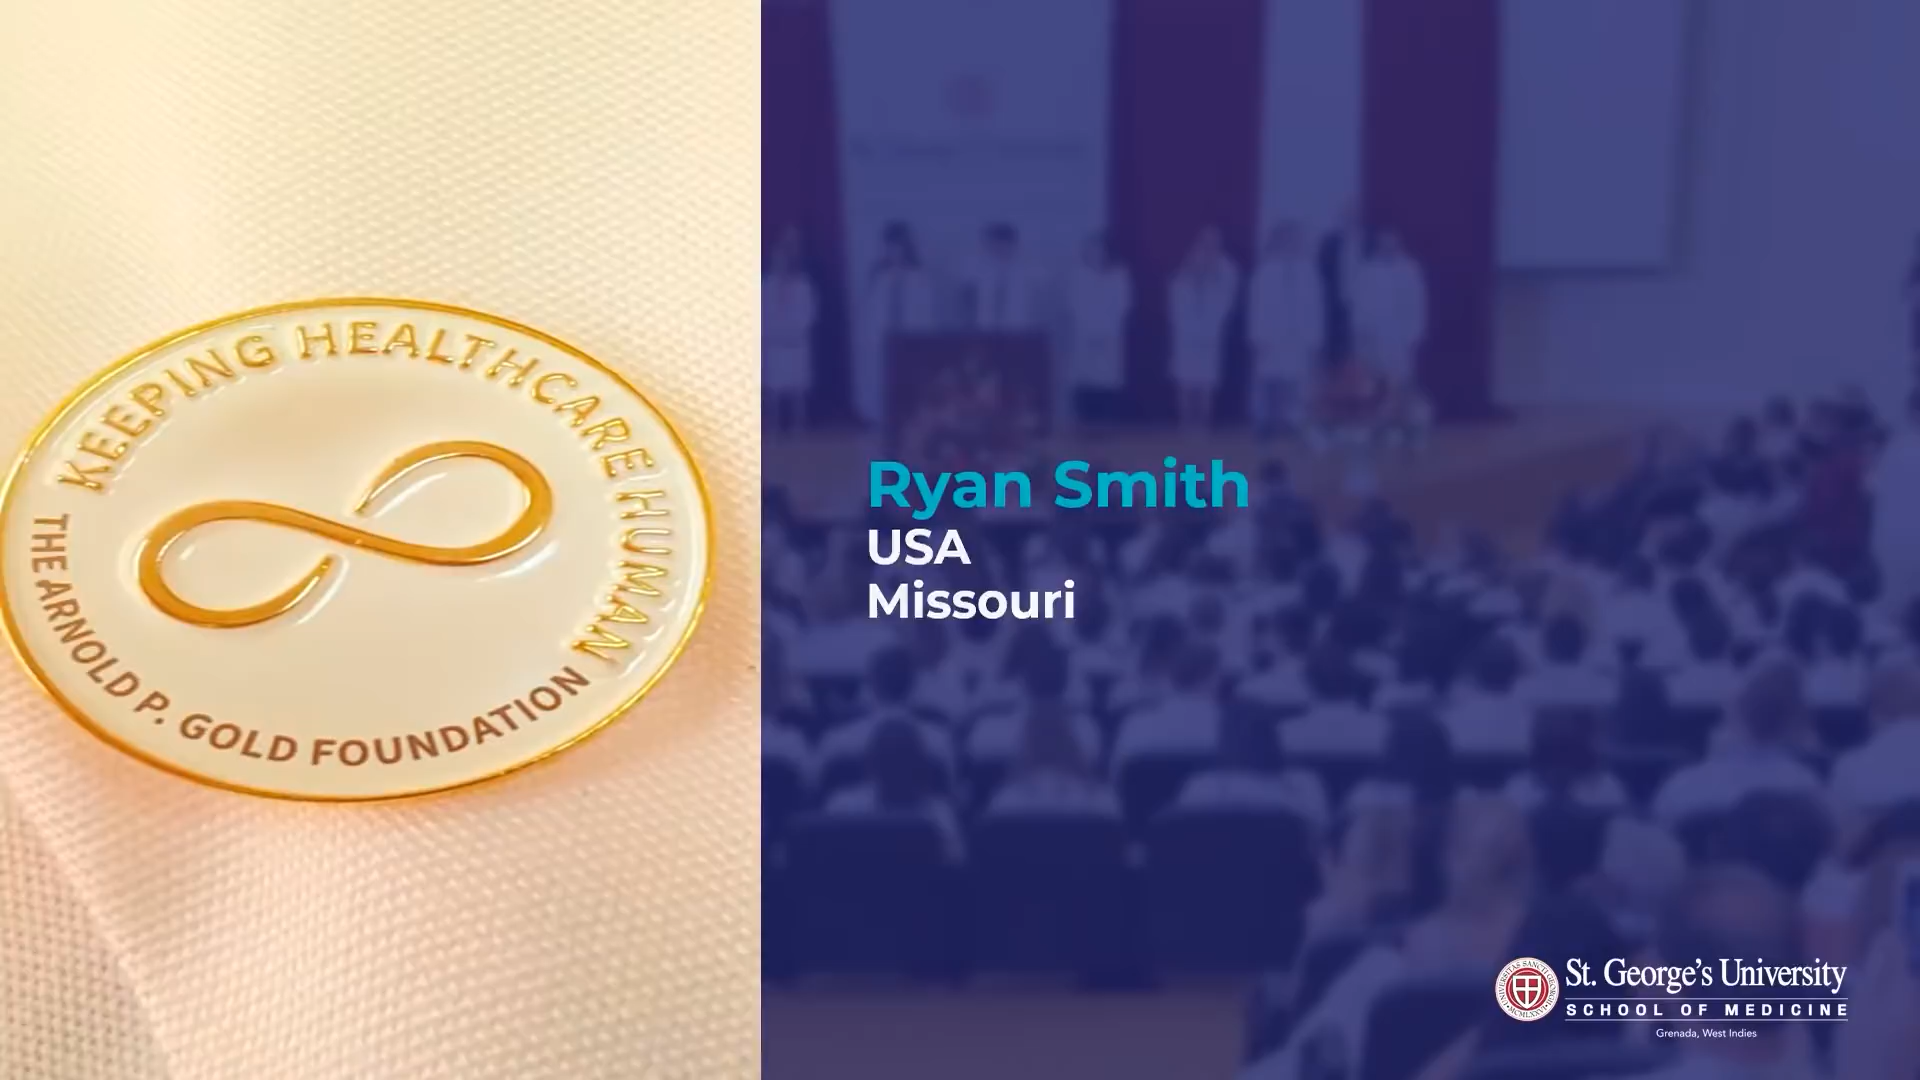 KEEPING HEALTHCARE HUMAN
THE ARNOLD P. GOLD FOUNDATION
Ryan Smith
USA
Missouri
St. George's University
SCHOOL OF MEDICINE
Grenada, West Indies